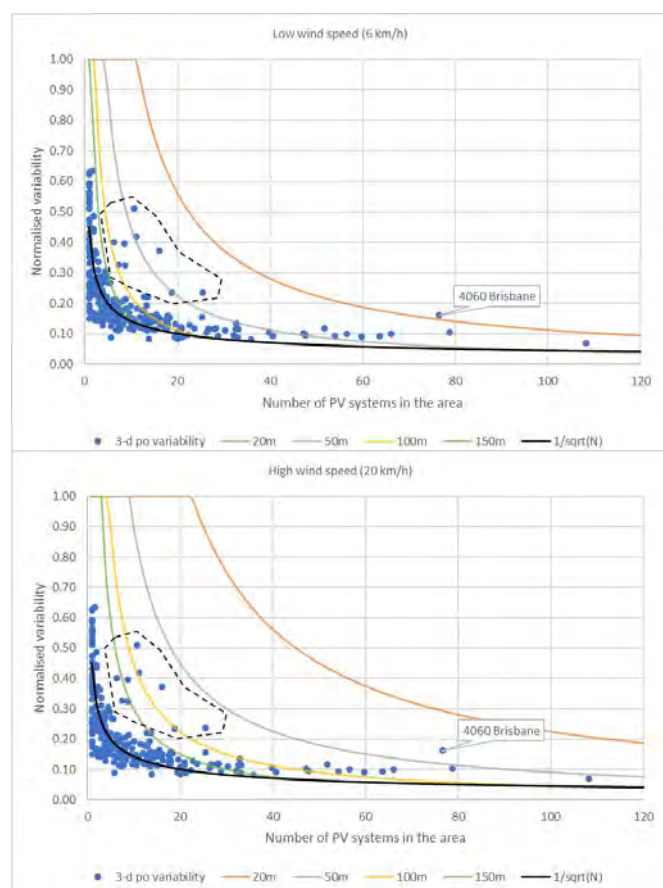 Low wind speed (6 km/h)
1.00
0.90
0.80
0.70
0.60
0.50
0.40
0.30
0.20
0.10
0.00
Normalised variability
4060 Brisbane
0 20 40 60 80 100 120
Number of PV systems in the area
3-d po variability 20m 50m 100m 150m 1/sqrt(N)
High wind speed (20 km/h)
1.00
0.90
0.80
0.70
0.60
0.50
0.40
0.30
0.20
0.10
0.00
Normalised variability
4060 Brisbane
0 20 40 60 80 100 120
Number of PV systems in the area
3-d po variability 20m 50m 100m 150m 1/sqrt(N)